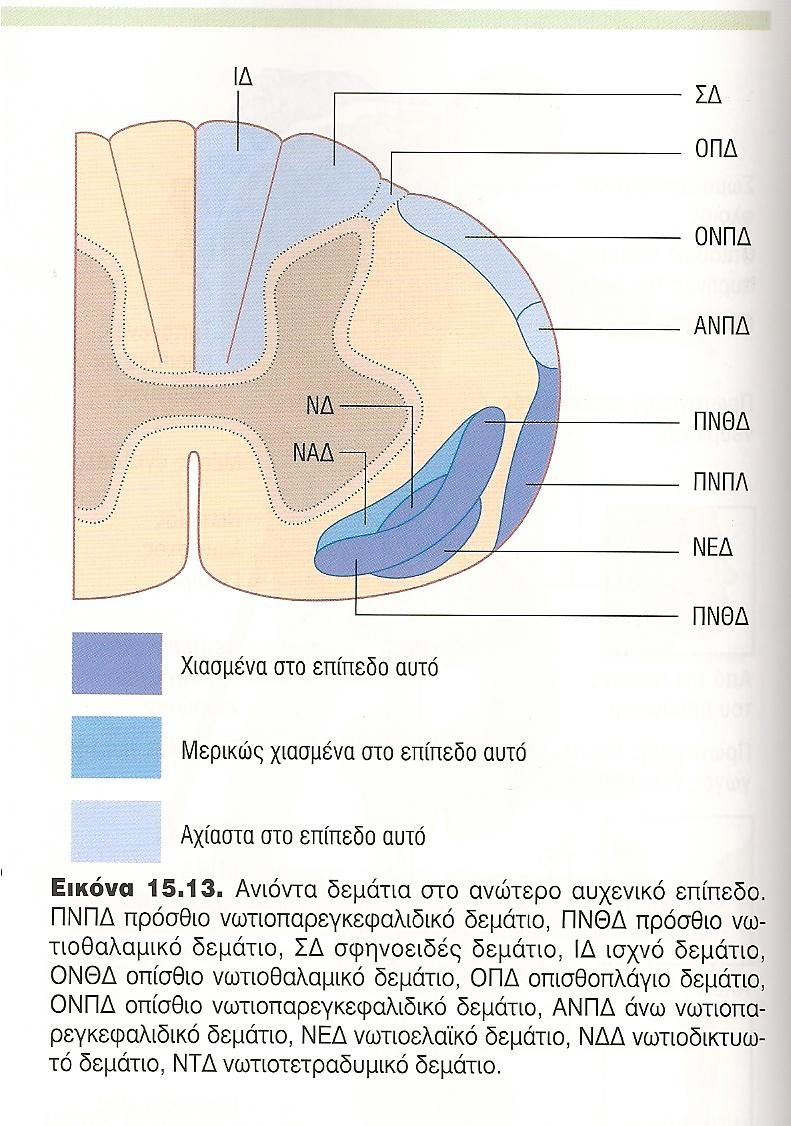 ΙΔ
ΣΔ
ΟΠΔ
ΟΝΠΔ
ΑΝΠΔ
ΝΔ
ΠΝΘΔ
ΝΑΔ
ΠΝΠΛ
ΝΕΔ
ΠΝΘΔ
Χιασμένα στο επίπεδο αυτό
Μερικώς χιασμένα στο επίπεδο αυτό
Αχίαστα στο επίπεδο αυτό
Εικόνα 15.13. Ανιόντα δεμάτια στο ανώτερο αυχενικό επίπεδο.
ΠΝΠΔ πρόσθιο νωτιοπαρεγκεφαλιδικό δεμάτιο, ΠΝΘΔ πρόσθιο νω-
τιοθαλαμικό δεμάτιο, ΣΔ σφηνοειδές δεμάτιο, ΙΔ ισχνό δεμάτιο,
ΟΝΘΔ οπίσθιο νωτιοθαλαμικό δεμάτιο, ΟΠΔ οπισθοπλάγιο δεμάτιο,
ΟΝΠΔ οπίσθιο νωτιοπαρεγκεφαλιδικό δεμάτιο, ΑΝΠΔ άνω νωτιοπα-
ρεγκεφαλιδικό δεμάτιο, ΝΕΔ νωτιοελαϊκό δεμάτιο, ΝΔΔ νωτιοδικτυω-
τό δεμάτιο, ΝΤΔ νωτιοτετραδυμικό δεμάτιο.